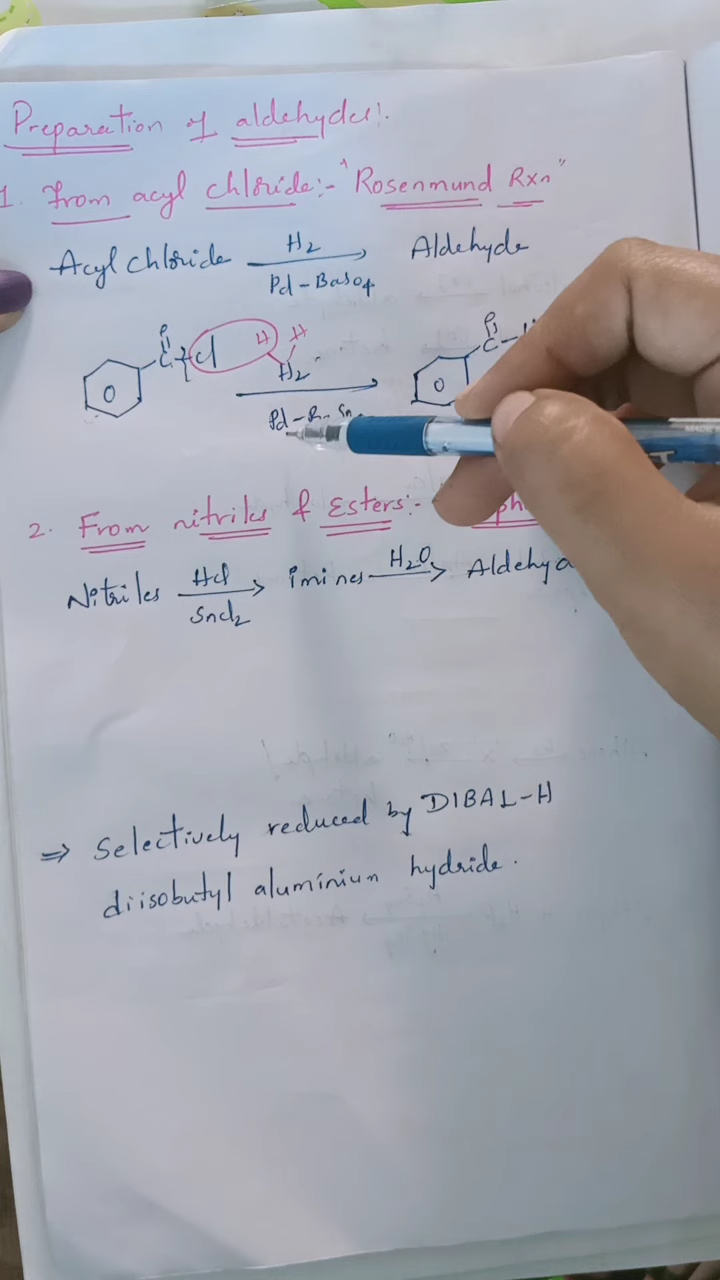 Preparation of aldehydes:.
1. From acyl chloride:- "Rosenmund Rxn"
Acyl chloride H2 Aldehyde
Pd-BaSO4
O C Cl H H O C
O H2 O
Pd-
2. From nitriles & Esters:-
Nitriles HCl imines H2O
SnCl2
⇒ Selectively reduced by DIBAL-H
diisobutyl aluminium hydride.